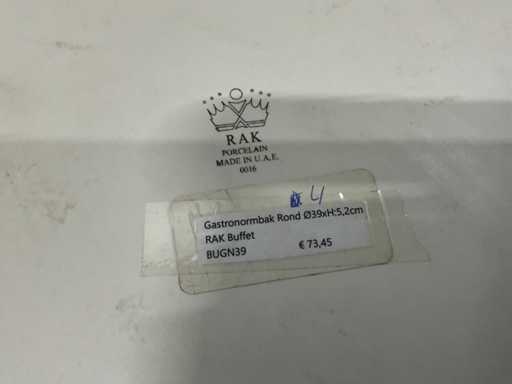 RAK
PORCELAIN
MADE IN U.A.E.
0016
4
Gastronormbak Rond Ø39xH:5,2cm
RAK Buffet
BUGN39 € 73,45